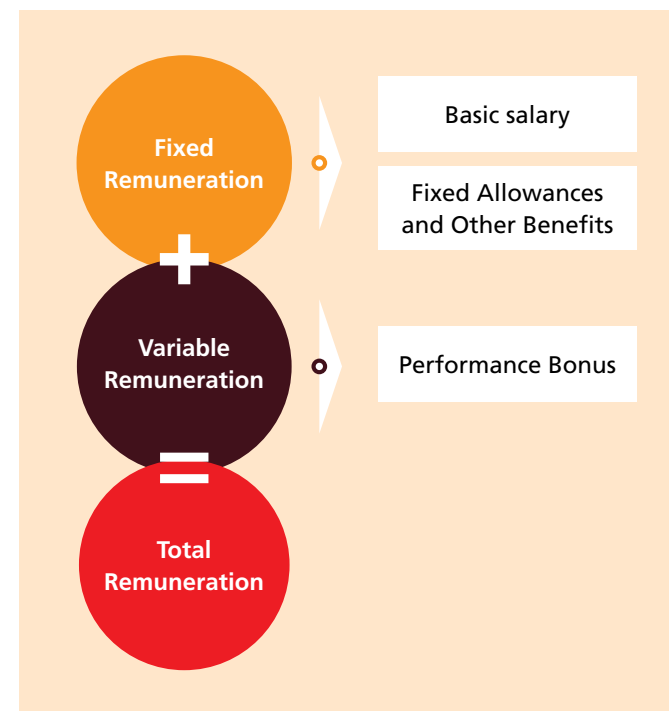 Fixed
Remuneration
Basic salary
Fixed Allowances
and Other Benefits
+
Variable
Remuneration
Performance Bonus
=
Total
Remuneration